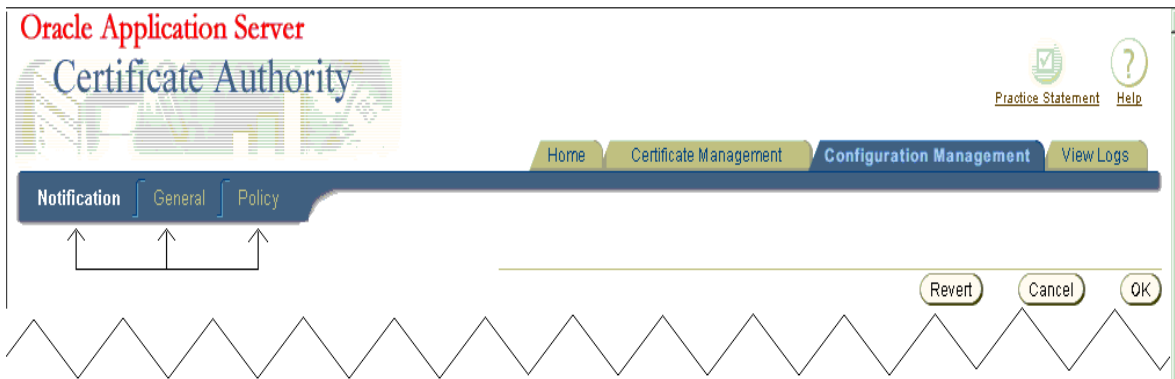 Oracle Application Server
Certificate Authority
?
Practice Statement Help
Home Certificate Management Configuration Management View Logs
Notification General Policy
Revert Cancel OK